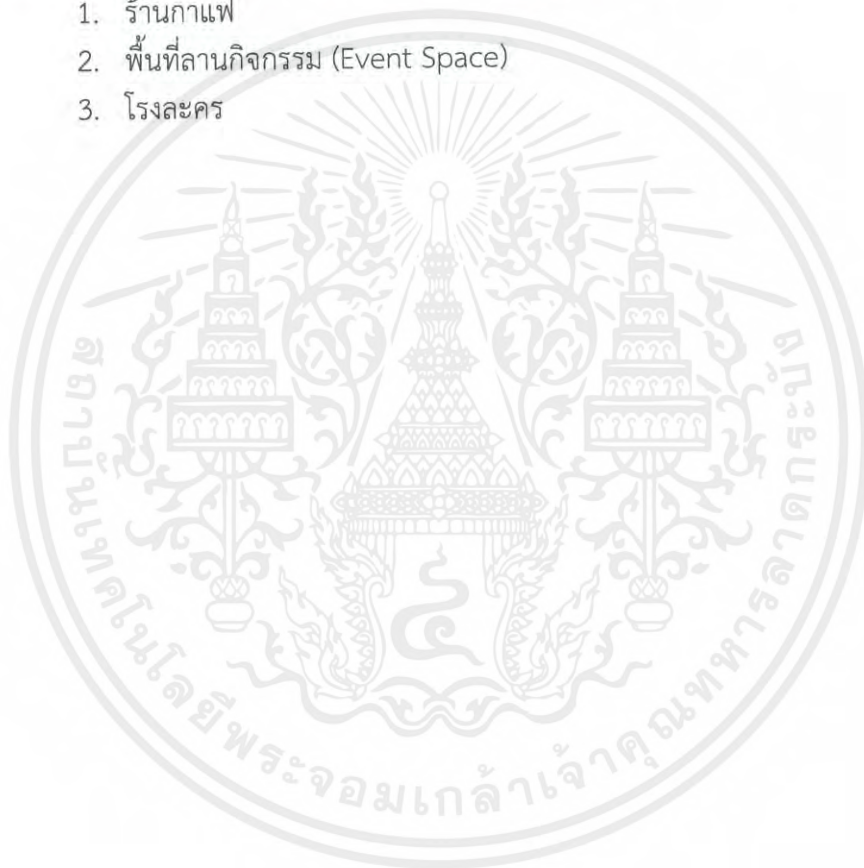 1. ร้านกาแฟ
2. พื้นที่ลานกิจกรรม (Event Space)
3. โรงละคร
สถาบันเทคโนโลยีพระจอมเกล้าเจ้าคุณทหารลาดกระบัง